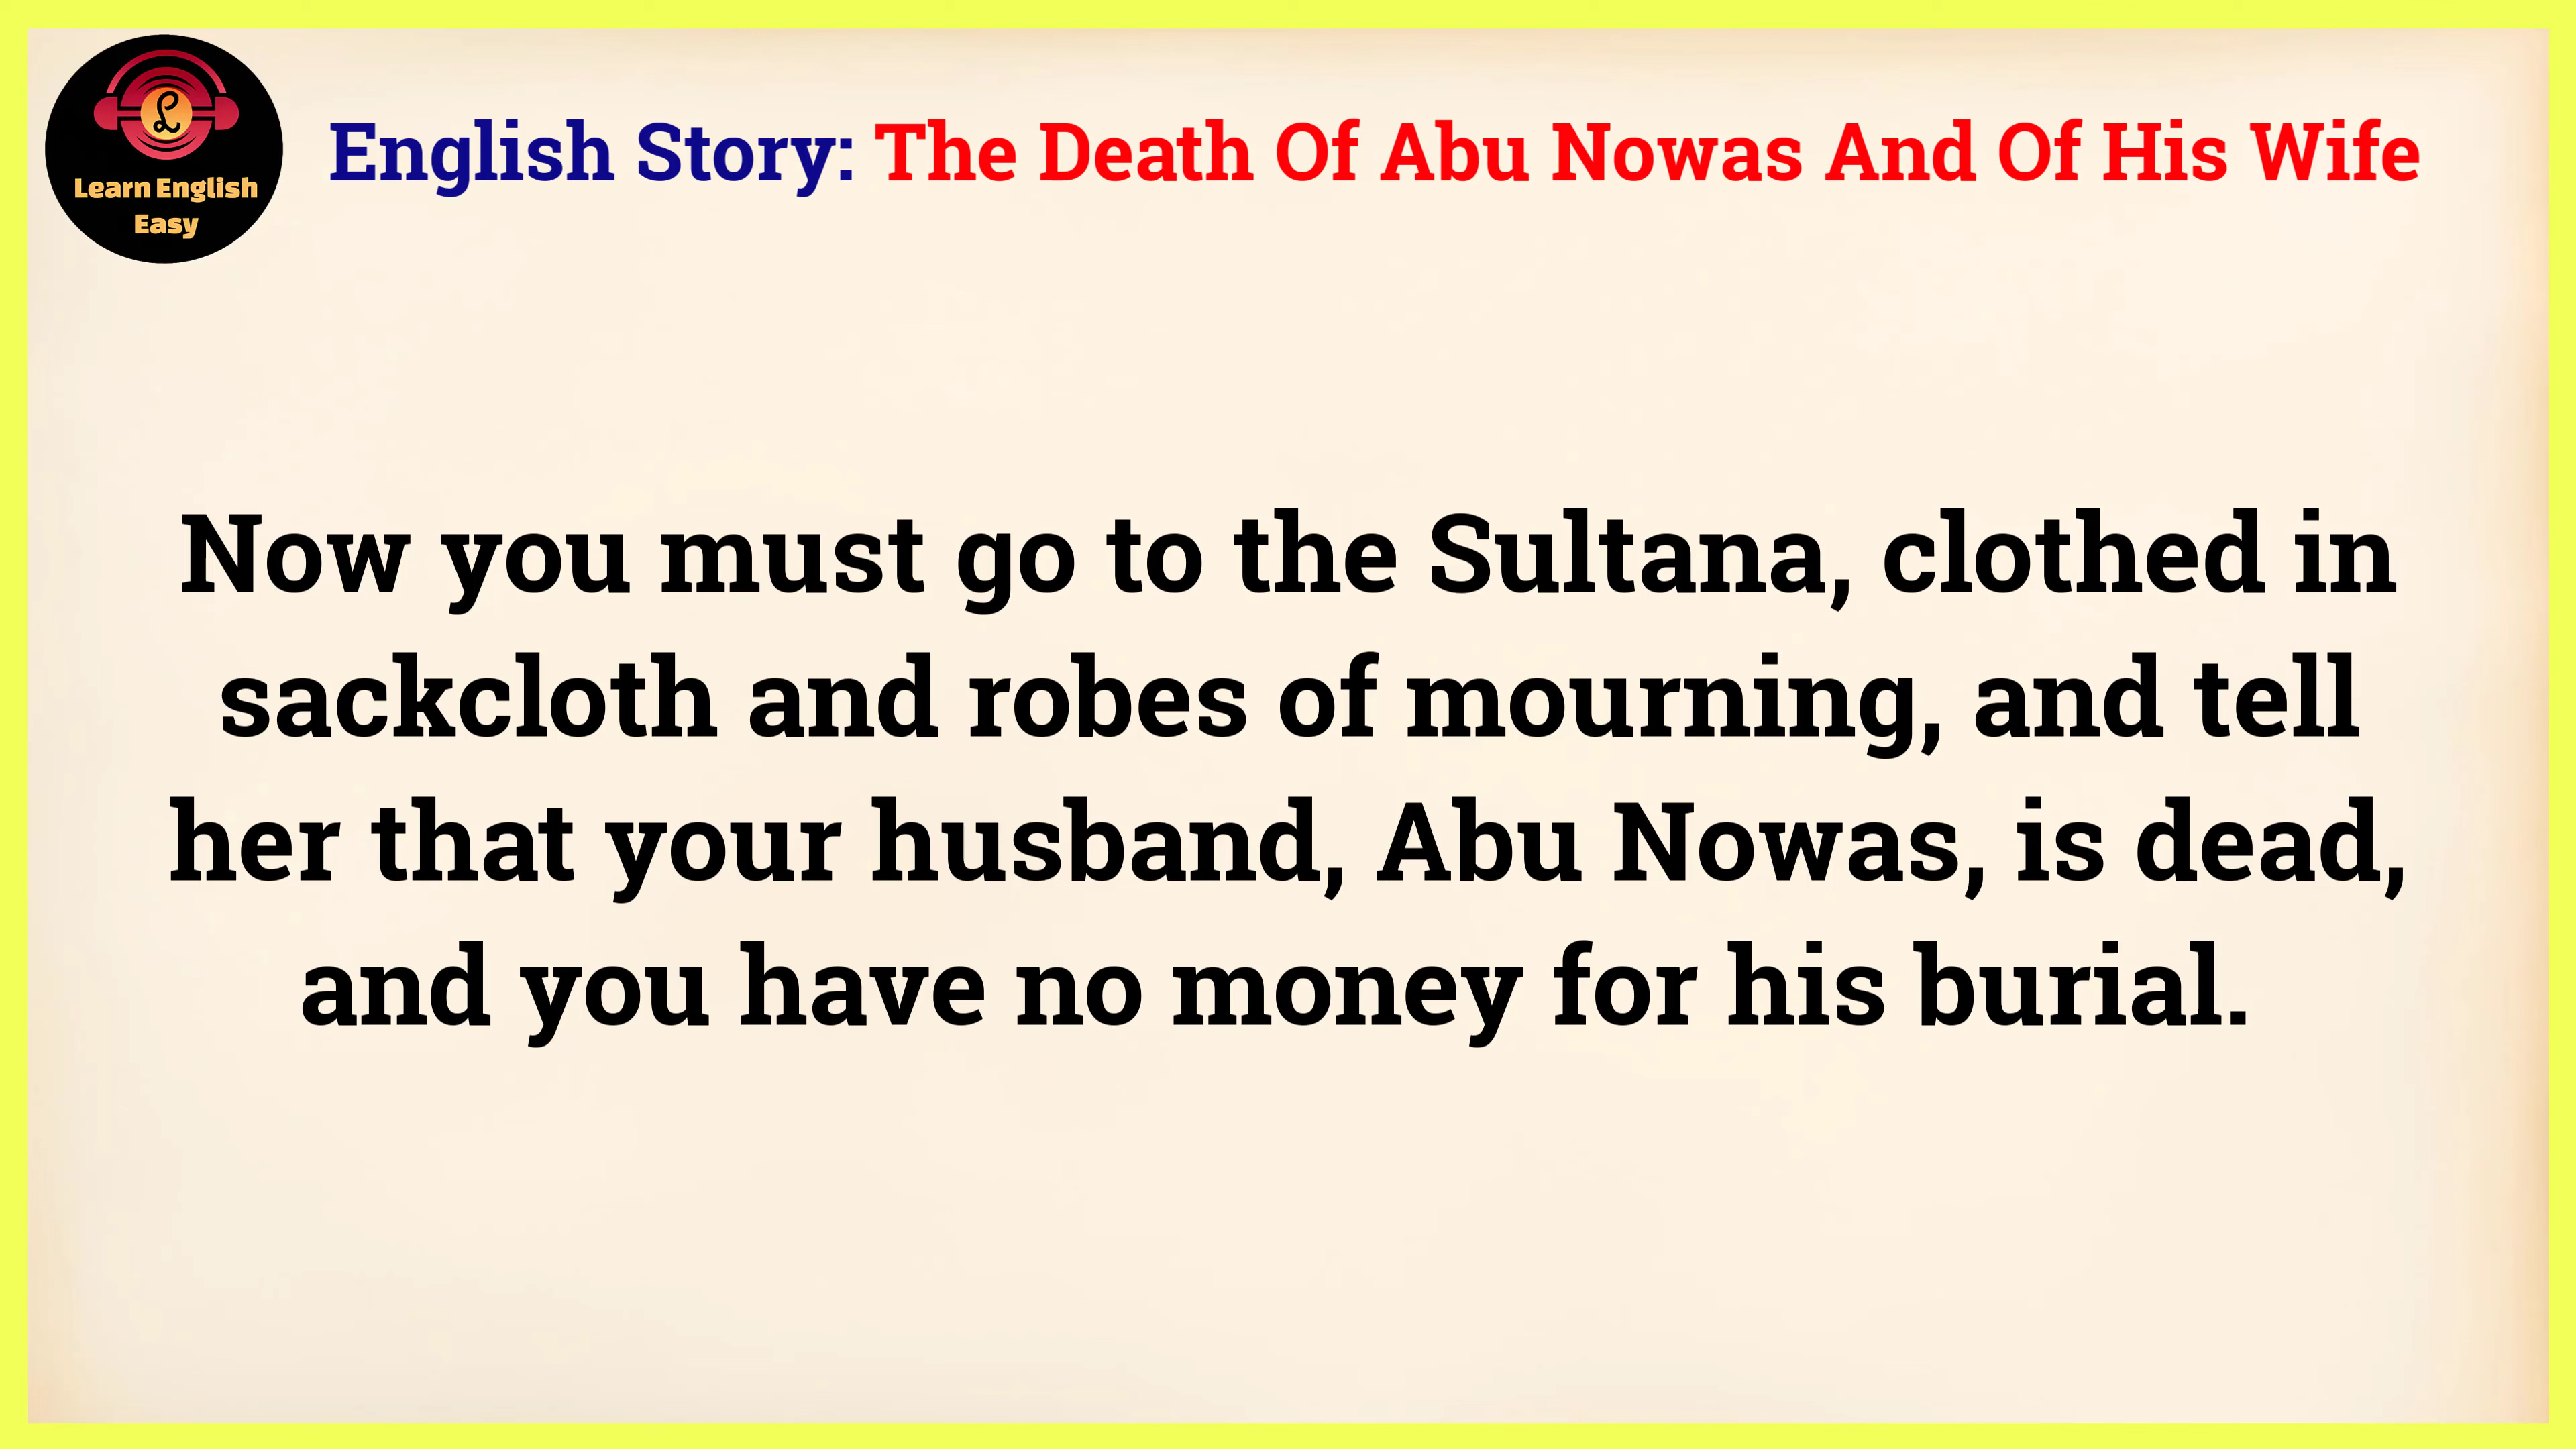 Learn English
Easy
English Story: The Death Of Abu Nowas And Of His Wife
Now you must go to the Sultana, clothed in
sackcloth and robes of mourning, and tell
her that your husband, Abu Nowas, is dead,
and you have no money for his burial.